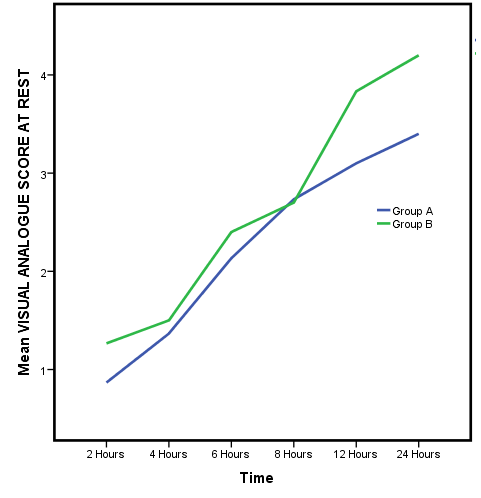 Mean VISUAL ANALOGUE SCORE AT REST
4
3
2
1
Group A
Group B
2 Hours 4 Hours 6 Hours 8 Hours 12 Hours 24 Hours
Time